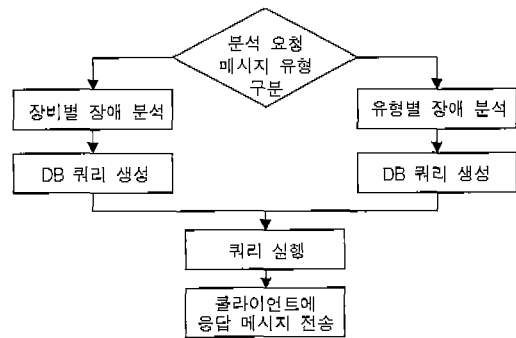 분석 요청
메시지 유형
구분
장비별 장애 분석
유형별 장애 분석
DB 쿼리 생성
DB 쿼리 생성
쿼리 실행
클라이언트에
응답 메시지 전송